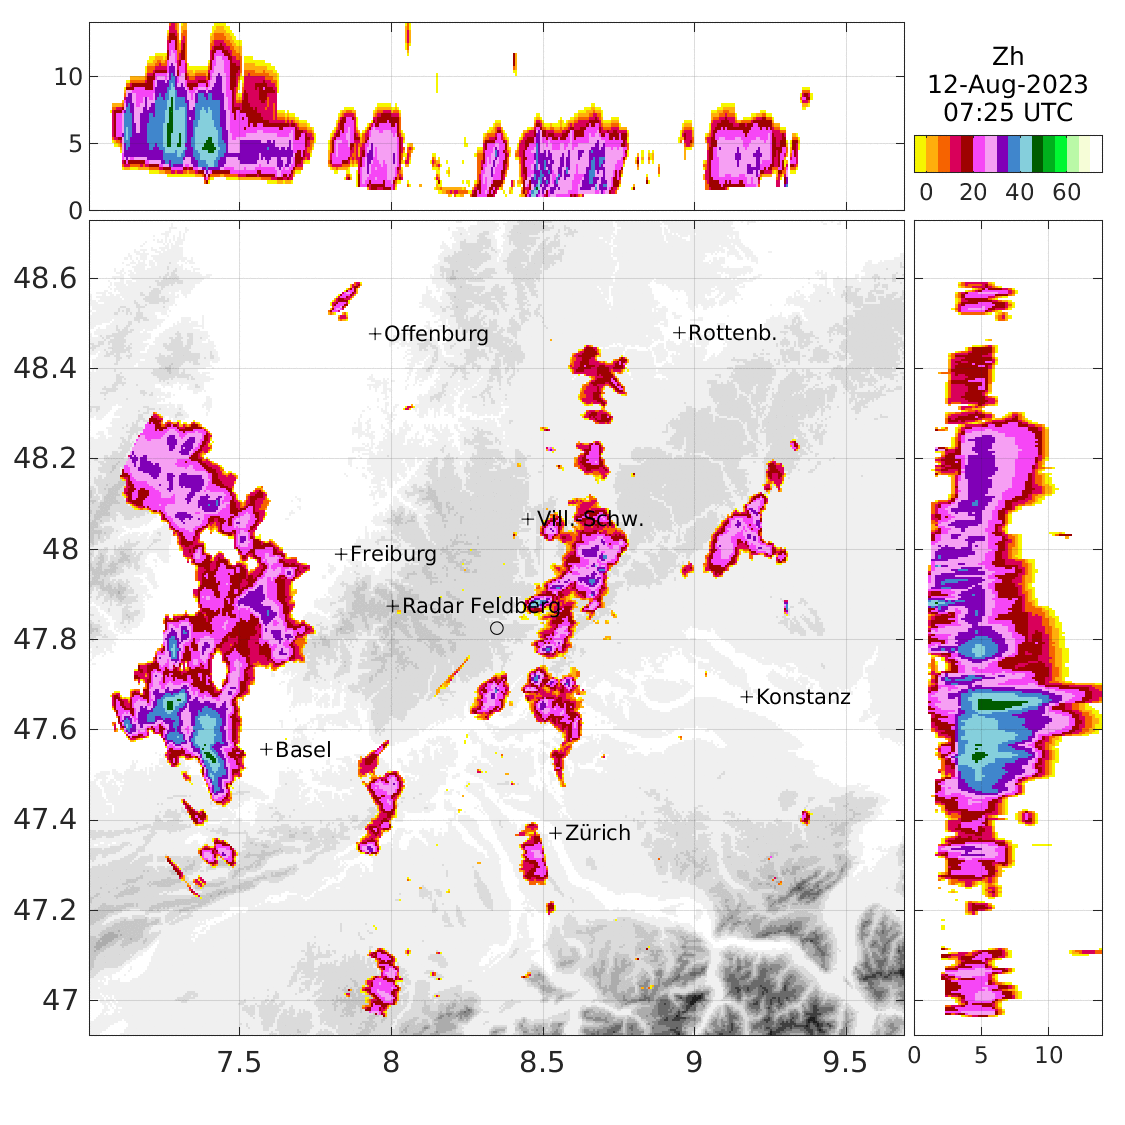 10
5
0
Zh
12-Aug-2023
07:25 UTC
0 20 40 60
48.6
48.4
48.2
48
47.8
47.6
47.4
47.2
47
+Offenburg
+Rottenb.
+Vill.-Schw.
+Freiburg
+Radar Feldberg
+Konstanz
+Basel
+Zürich
7.5 8 8.5 9 9.5
0 5 10